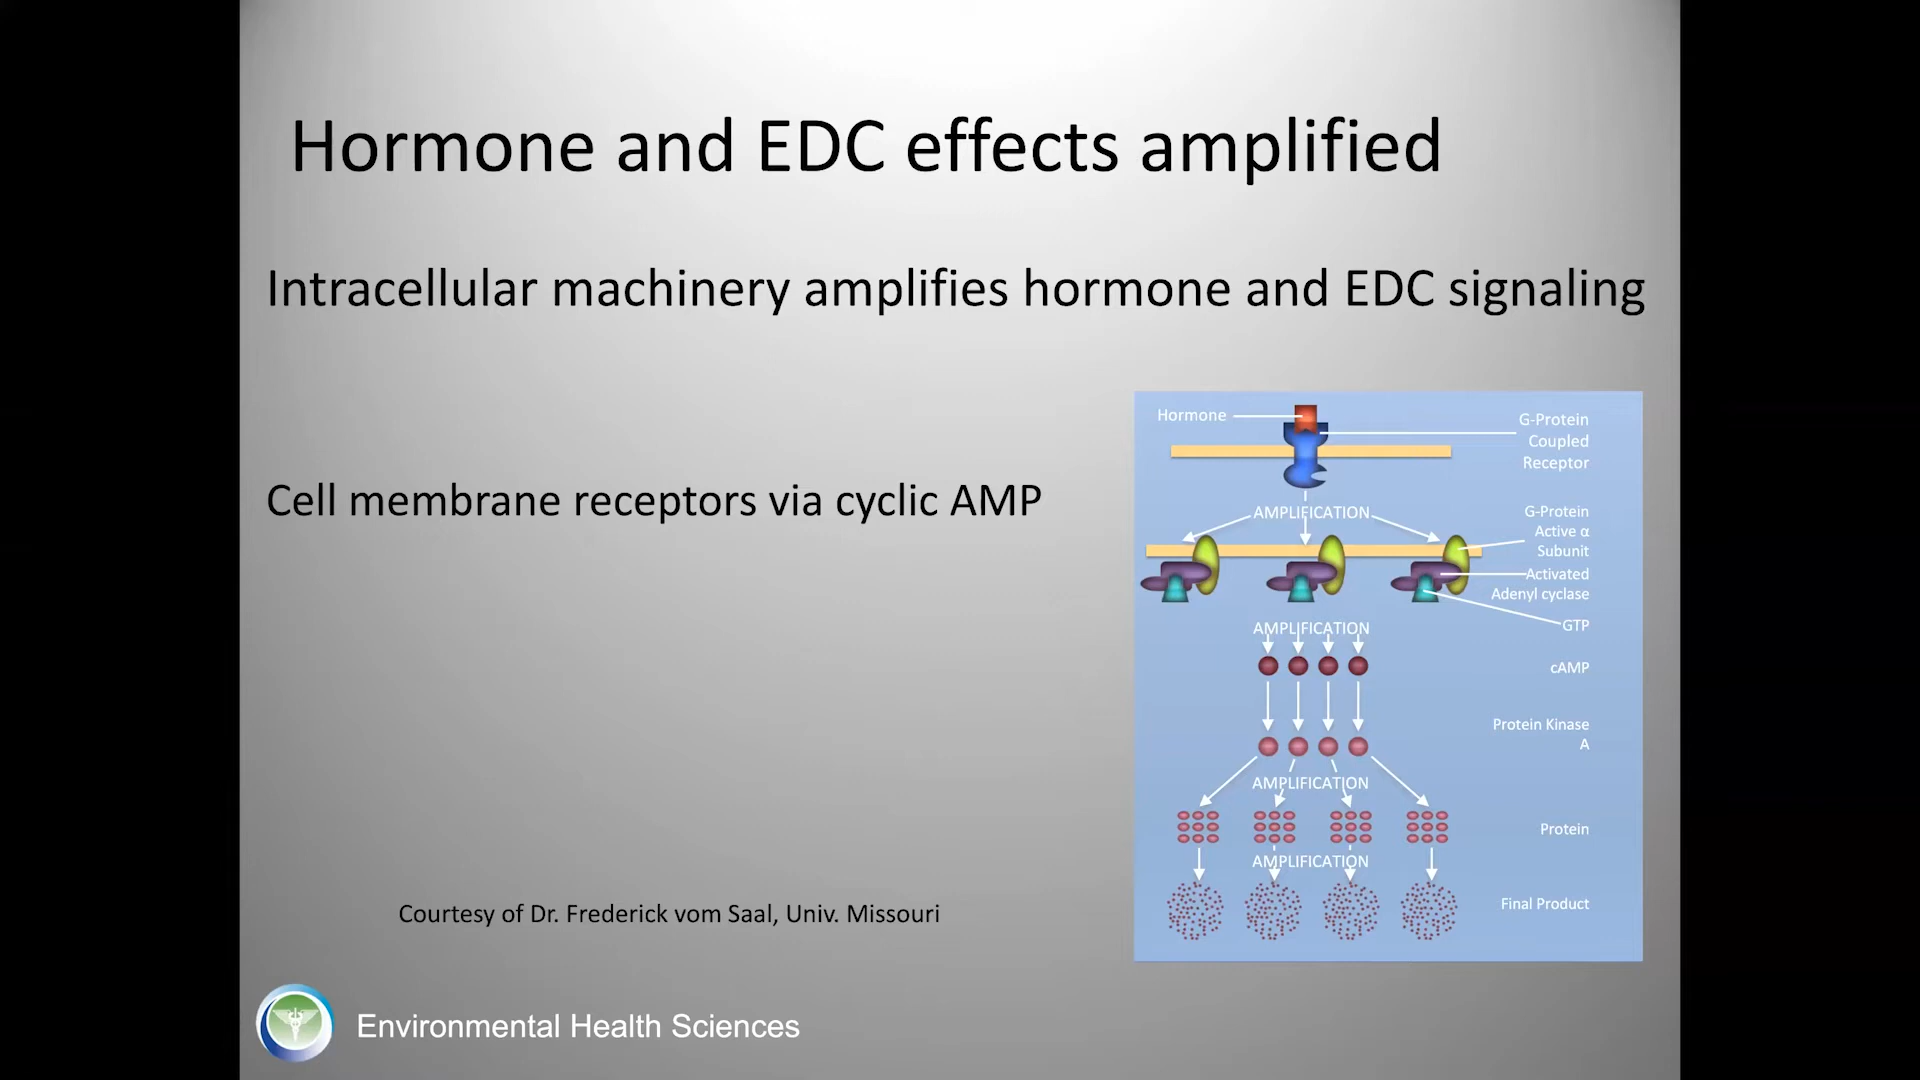 Hormone and EDC effects amplified
Intracellular machinery amplifies hormone and EDC signaling
Cell membrane receptors via cyclic AMP
Hormone
G-Protein
Coupled
Receptor
AMPLIFICATION
G-Protein
Active α
Subunit
Activated
Adenyl cyclase
GTP
AMPLIFICATION
cAMP
Protein Kinase
A
AMPLIFICATION
Protein
AMPLIFICATION
Final Product
Courtesy of Dr. Frederick vom Saal, Univ. Missouri
Environmental Health Sciences